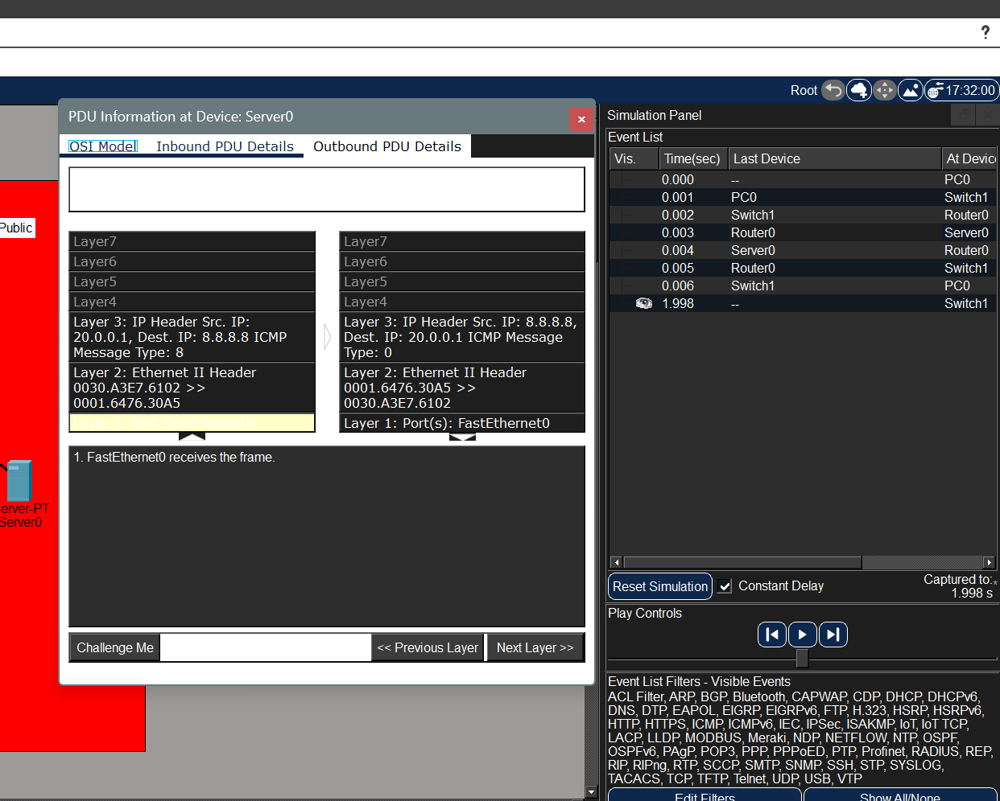 ?
Root
17:32:00
PDU Information at Device: Server0
x
OSI Model
Inbound PDU Details
Outbound PDU Details
Public
Server0
Layer7
Layer6
Layer5
Layer4
Layer 3: IP Header Src. IP:
20.0.0.1, Dest. IP: 8.8.8.8 ICMP
Message Type: 8
Layer 2: Ethernet II Header
0030.A3E7.6102 >>
0001.6476.30A5
Layer 1: Port FastEthernet0
Layer7
Layer6
Layer5
Layer4
Layer 3: IP Header Src. IP: 8.8.8.8,
Dest. IP: 20.0.0.1 ICMP Message
Type: 0
Layer 2: Ethernet II Header
0001.6476.30A5 >>
0030.A3E7.6102
Layer 1: Port(s): FastEthernet0
1. FastEthernet0 receives the frame.
Challenge Me
<< Previous Layer
Next Layer >>
Simulation Panel
Event List
Vis. Time(sec) Last Device At Device
0.000 -- PC0
0.001 PC0 Switch1
0.002 Switch1 Router0
0.003 Router0 Server0
0.004 Server0 Router0
0.005 Router0 Switch1
0.006 Switch1 PC0
1.998 -- Switch1
Reset Simulation
Constant Delay
Captured to:*
1.998 s
Play Controls
Event List Filters - Visible Events
ACL Filter, ARP, BGP, Bluetooth, CAPWAP, CDP, DHCP, DHCPv6,
DNS, DTP, EAPOL, EIGRP, EIGRPv6, FTP, H.323, HSRP, HSRPv6,
HTTP, HTTPS, ICMP, ICMPv6, IEC, IPSec, ISAKMP, IoT, IoT TCP,
LACP, LLDP, MODBUS, Meraki, NDP, NETFLOW, NTP, OSPF,
OSPFv6, PAgP, POP3, PPP, PPPoED, PTP, Profinet, RADIUS, REP,
RIP, RIPng, RTP, SCCP, SMTP, SNMP, SSH, STP, SYSLOG,
TACACS, TCP, TFTP, Telnet, UDP, USB, VTP
Edit Filters
Show All/None